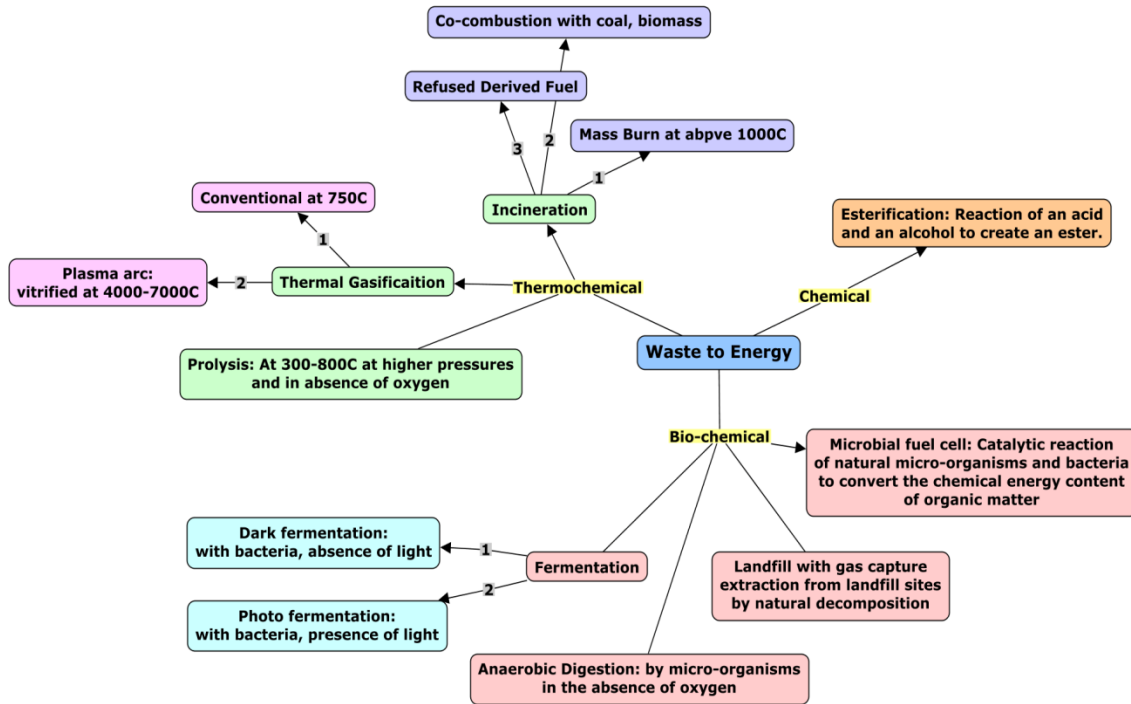 Co-combustion with coal, biomass
Refused Derived Fuel
3
2
Mass Burn at abpve 1000C
1
Conventional at 750C
Incineration
Esterification: Reaction of an acid
and an alcohol to create an ester.
1
Plasma arc:
vitrified at 4000-7000C
2
Thermal Gasificaition
Thermochemical
Chemical
Waste to Energy
Prolysis: At 300-800C at higher pressures
and in absence of oxygen
Bio-chemical
Microbial fuel cell: Catalytic reaction
of natural micro-organisms and bacteria
to convert the chemical energy content
of organic matter
Dark fermentation:
with bacteria, absence of light
1
Fermentation
2
Landfill with gas capture
extraction from landfill sites
by natural decomposition
Photo fermentation:
with bacteria, presence of light
Anaerobic Digestion: by micro-organisms
in the absence of oxygen